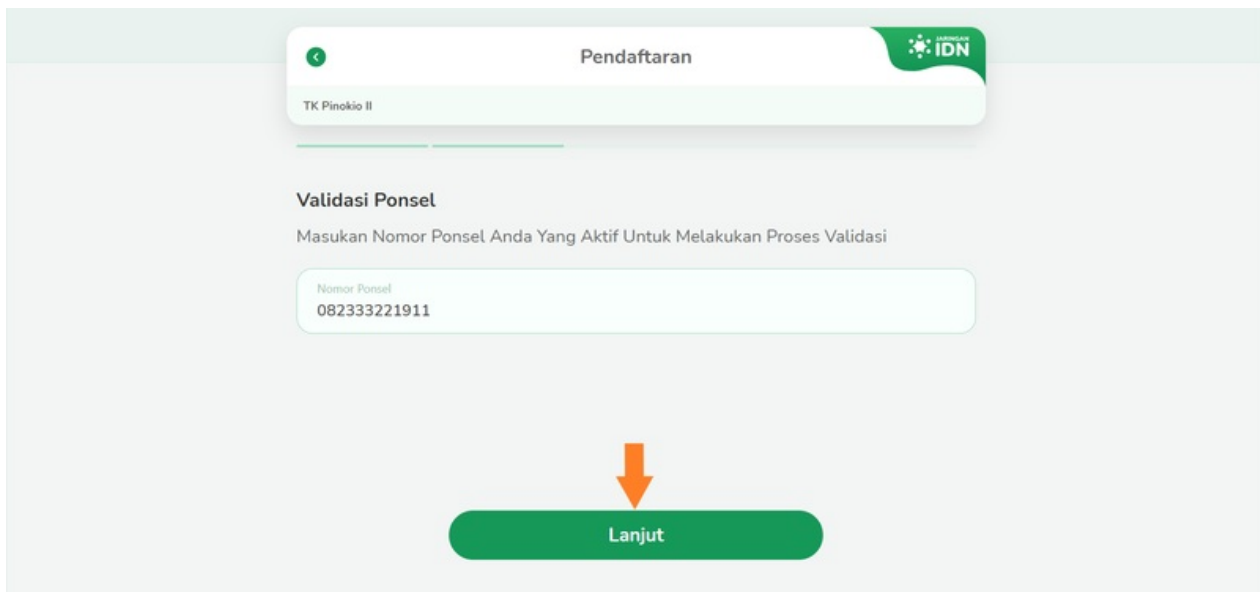 Pendaftaran
JARINGAN
IDN
TK Pinokio II
Validasi Ponsel
Masukan Nomor Ponsel Anda Yang Aktif Untuk Melakukan Proses Validasi
Nomor Ponsel
082333221911
Lanjut